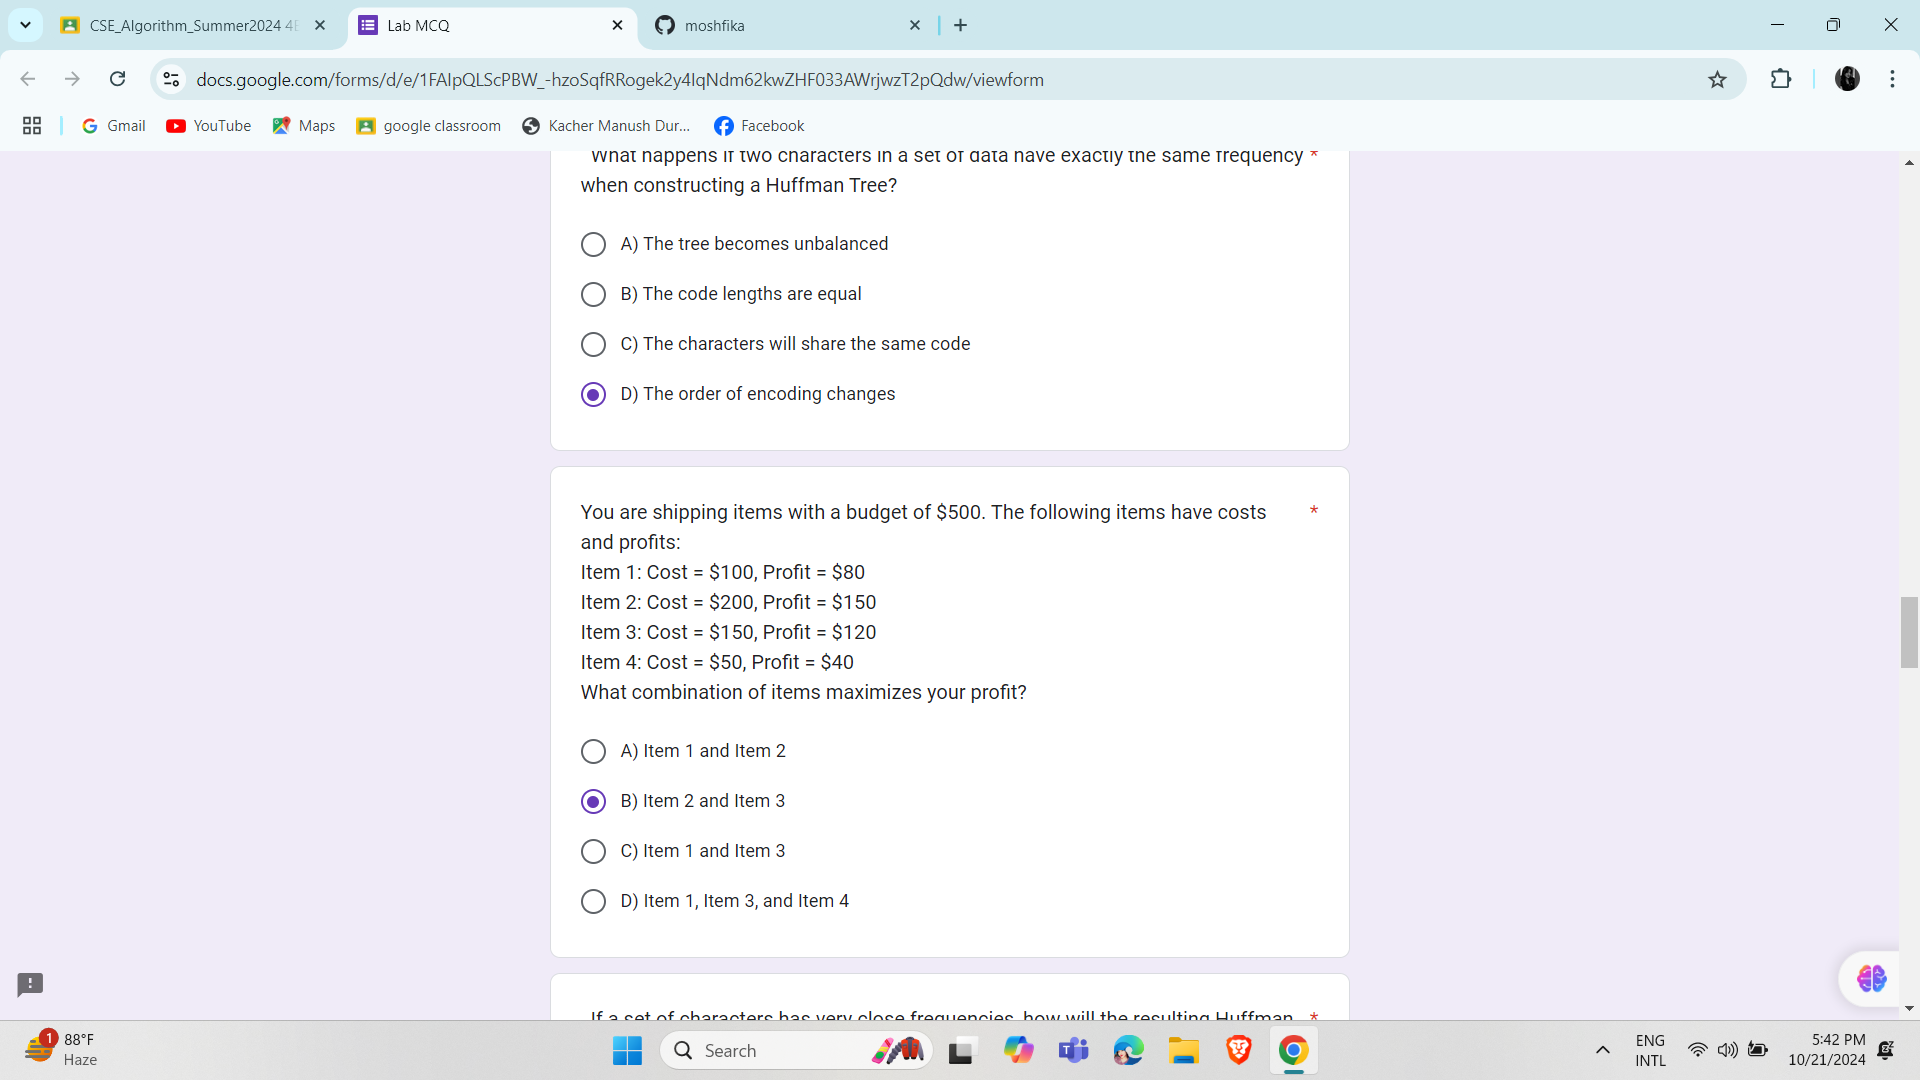 CSE_Algorithm_Summer2024 4E
Lab MCQ
moshfika
docs.google.com/forms/d/e/1FAIpQLScPBW_-hzoSqfRRogek2y4IqNdm62kwZHF033AWrjwzT2pQdw/viewform
Gmail YouTube Maps google classroom Kacher Manush Dur... Facebook
What happens if two characters in a set of data have exactly the same frequency *
when constructing a Huffman Tree?
A) The tree becomes unbalanced
B) The code lengths are equal
C) The characters will share the same code
D) The order of encoding changes
You are shipping items with a budget of $500. The following items have costs *
and profits:
Item 1: Cost = $100, Profit = $80
Item 2: Cost = $200, Profit = $150
Item 3: Cost = $150, Profit = $120
Item 4: Cost = $50, Profit = $40
What combination of items maximizes your profit?
A) Item 1 and Item 2
B) Item 2 and Item 3
C) Item 1 and Item 3
D) Item 1, Item 3, and Item 4
If a set of characters has very close frequencies, how will the resulting Huffman *
1
88°F
Haze
Search
ENG
INTL
5:42 PM
10/21/2024